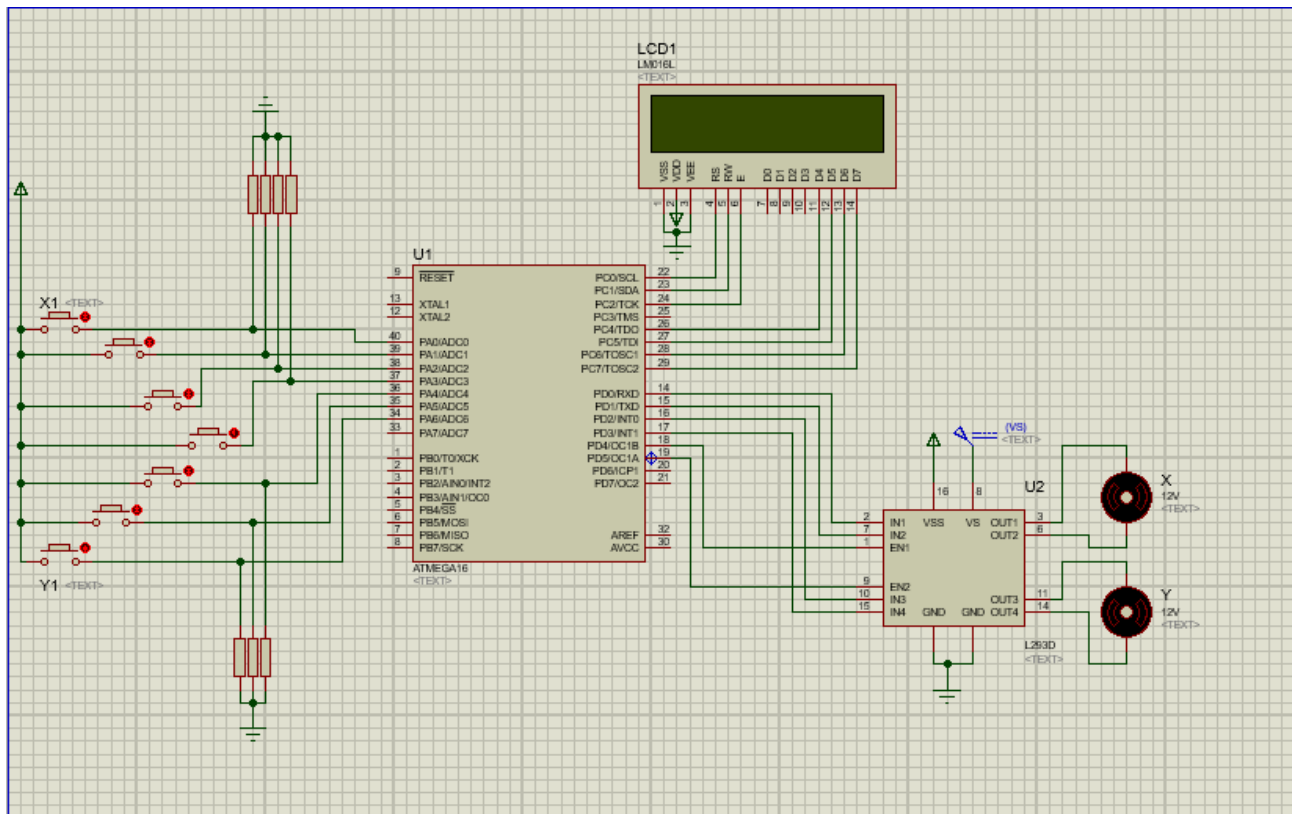 LCD1
LM016L
<TEXT>
VSS VDD VEE RS RW E D0 D1 D2 D3 D4 D5 D6 D7
1 2 3 4 5 6 7 8 9 10 11 12 13 14
U1
9 RESET PC0/SCL 22
PC1/SDA 23
13 XTAL1 PC2/TCK 24
12 XTAL2 PC3/TMS 25
PC4/TDO 26
40 PA0/ADC0 PC5/TDI 27
39 PA1/ADC1 PC6/TOSC1 28
38 PA2/ADC2 PC7/TOSC2 29
37 PA3/ADC3
36 PA4/ADC4 PD0/RXD 14
35 PA5/ADC5 PD1/TXD 15
34 PA6/ADC6 PD2/INT0 16
33 PA7/ADC7 PD3/INT1 17
PD4/OC1B 18
1 PB0/T0/XCK PD5/OC1A 19
2 PB1/T1 PD6/ICP1 20
3 PB2/AIN0/INT2 PD7/OC2 21
4 PB3/AIN1/OC0
5 PB4/SS
6 PB5/MOSI
7 PB6/MISO AREF 32
8 PB7/SCK AVCC 30
ATMEGA16
<TEXT>
X1 <TEXT>
Y1 <TEXT>
(VS)
<TEXT>
U2
16 8
2 IN1 VSS VS OUT1 3
7 IN2 OUT2 6
1 EN1
9 EN2
10 IN3 OUT3 11
15 IN4 GND GND OUT4 14
L293D
<TEXT>
X
12V
<TEXT>
Y
12V
<TEXT>